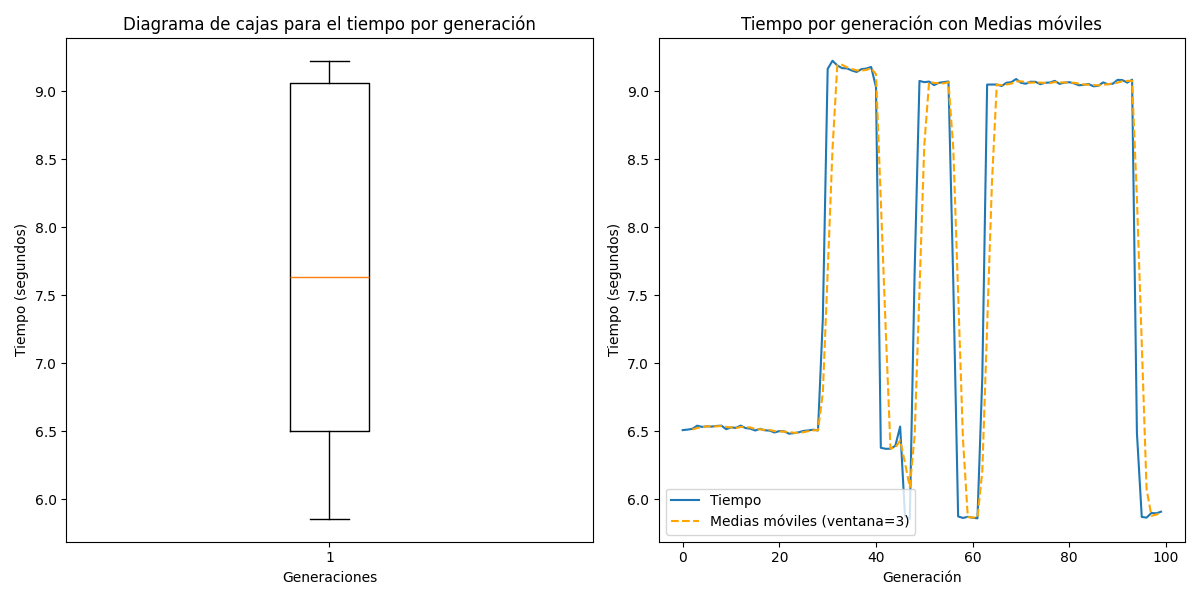 Diagrama de cajas para el tiempo por generación
Tiempo (segundos)
9.0
8.5
8.0
7.5
7.0
6.5
6.0
1
Generaciones
Tiempo por generación con Medias móviles
Tiempo (segundos)
9.0
8.5
8.0
7.5
7.0
6.5
6.0
Tiempo
Medias móviles (ventana=3)
0 20 40 60 80 100
Generación